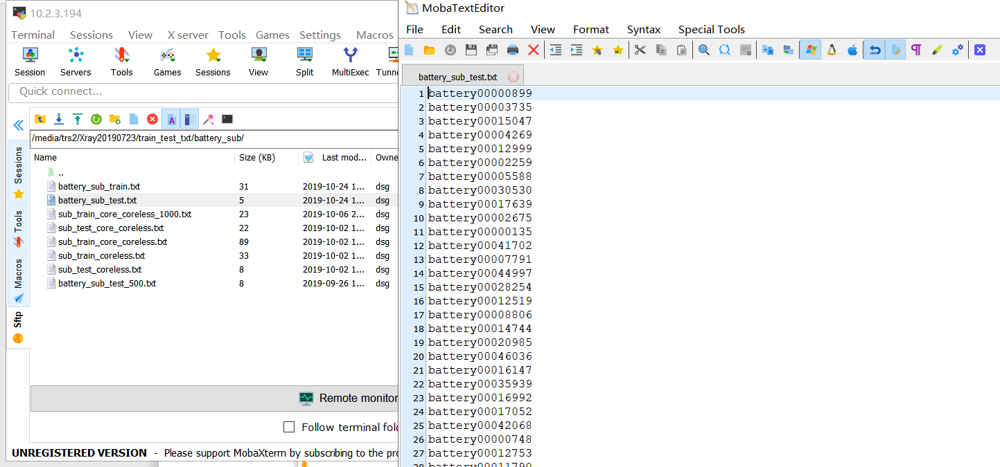 10.2.3.194
Terminal Sessions View X server Tools Games Settings Macros
Session Servers Tools Games Sessions View Split MultiExec Tunne
Quick connect...
/media/trs2/Xray20190723/train_test_txt/battery_sub/
Name Size (KB) Last mod... Owne
..
battery_sub_train.txt 31 2019-10-24 1... dsg
battery_sub_test.txt 5 2019-10-24 1... dsg
sub_train_core_coreless_1000.txt 23 2019-10-06 2... dsg
sub_test_core_coreless.txt 22 2019-10-02 1... dsg
sub_train_core_coreless.txt 89 2019-10-02 1... dsg
sub_train_coreless.txt 33 2019-10-02 1... dsg
sub_test_coreless.txt 8 2019-10-02 1... dsg
battery_sub_test_500.txt 8 2019-09-26 1... dsg
Sessions
Tools
Macros
Sftp
Remote monitor
Follow terminal fold
UNREGISTERED VERSION - Please support MobaXterm by subscribing to the pro
MobaTextEditor
File Edit Search View Format Syntax Special Tools
battery_sub_test.txt
1 battery00000899
2 battery00003735
3 battery00015047
4 battery00004269
5 battery00012999
6 battery00002259
7 battery00005588
8 battery00030530
9 battery00017639
10 battery00002675
11 battery00000135
12 battery00041702
13 battery00007791
14 battery00044997
15 battery00028254
16 battery00012519
17 battery00008806
18 battery00014744
19 battery00020985
20 battery00046036
21 battery00016147
22 battery00035939
23 battery00016992
24 battery00017052
25 battery00042068
26 battery00000748
27 battery00012753
28 battery00011790